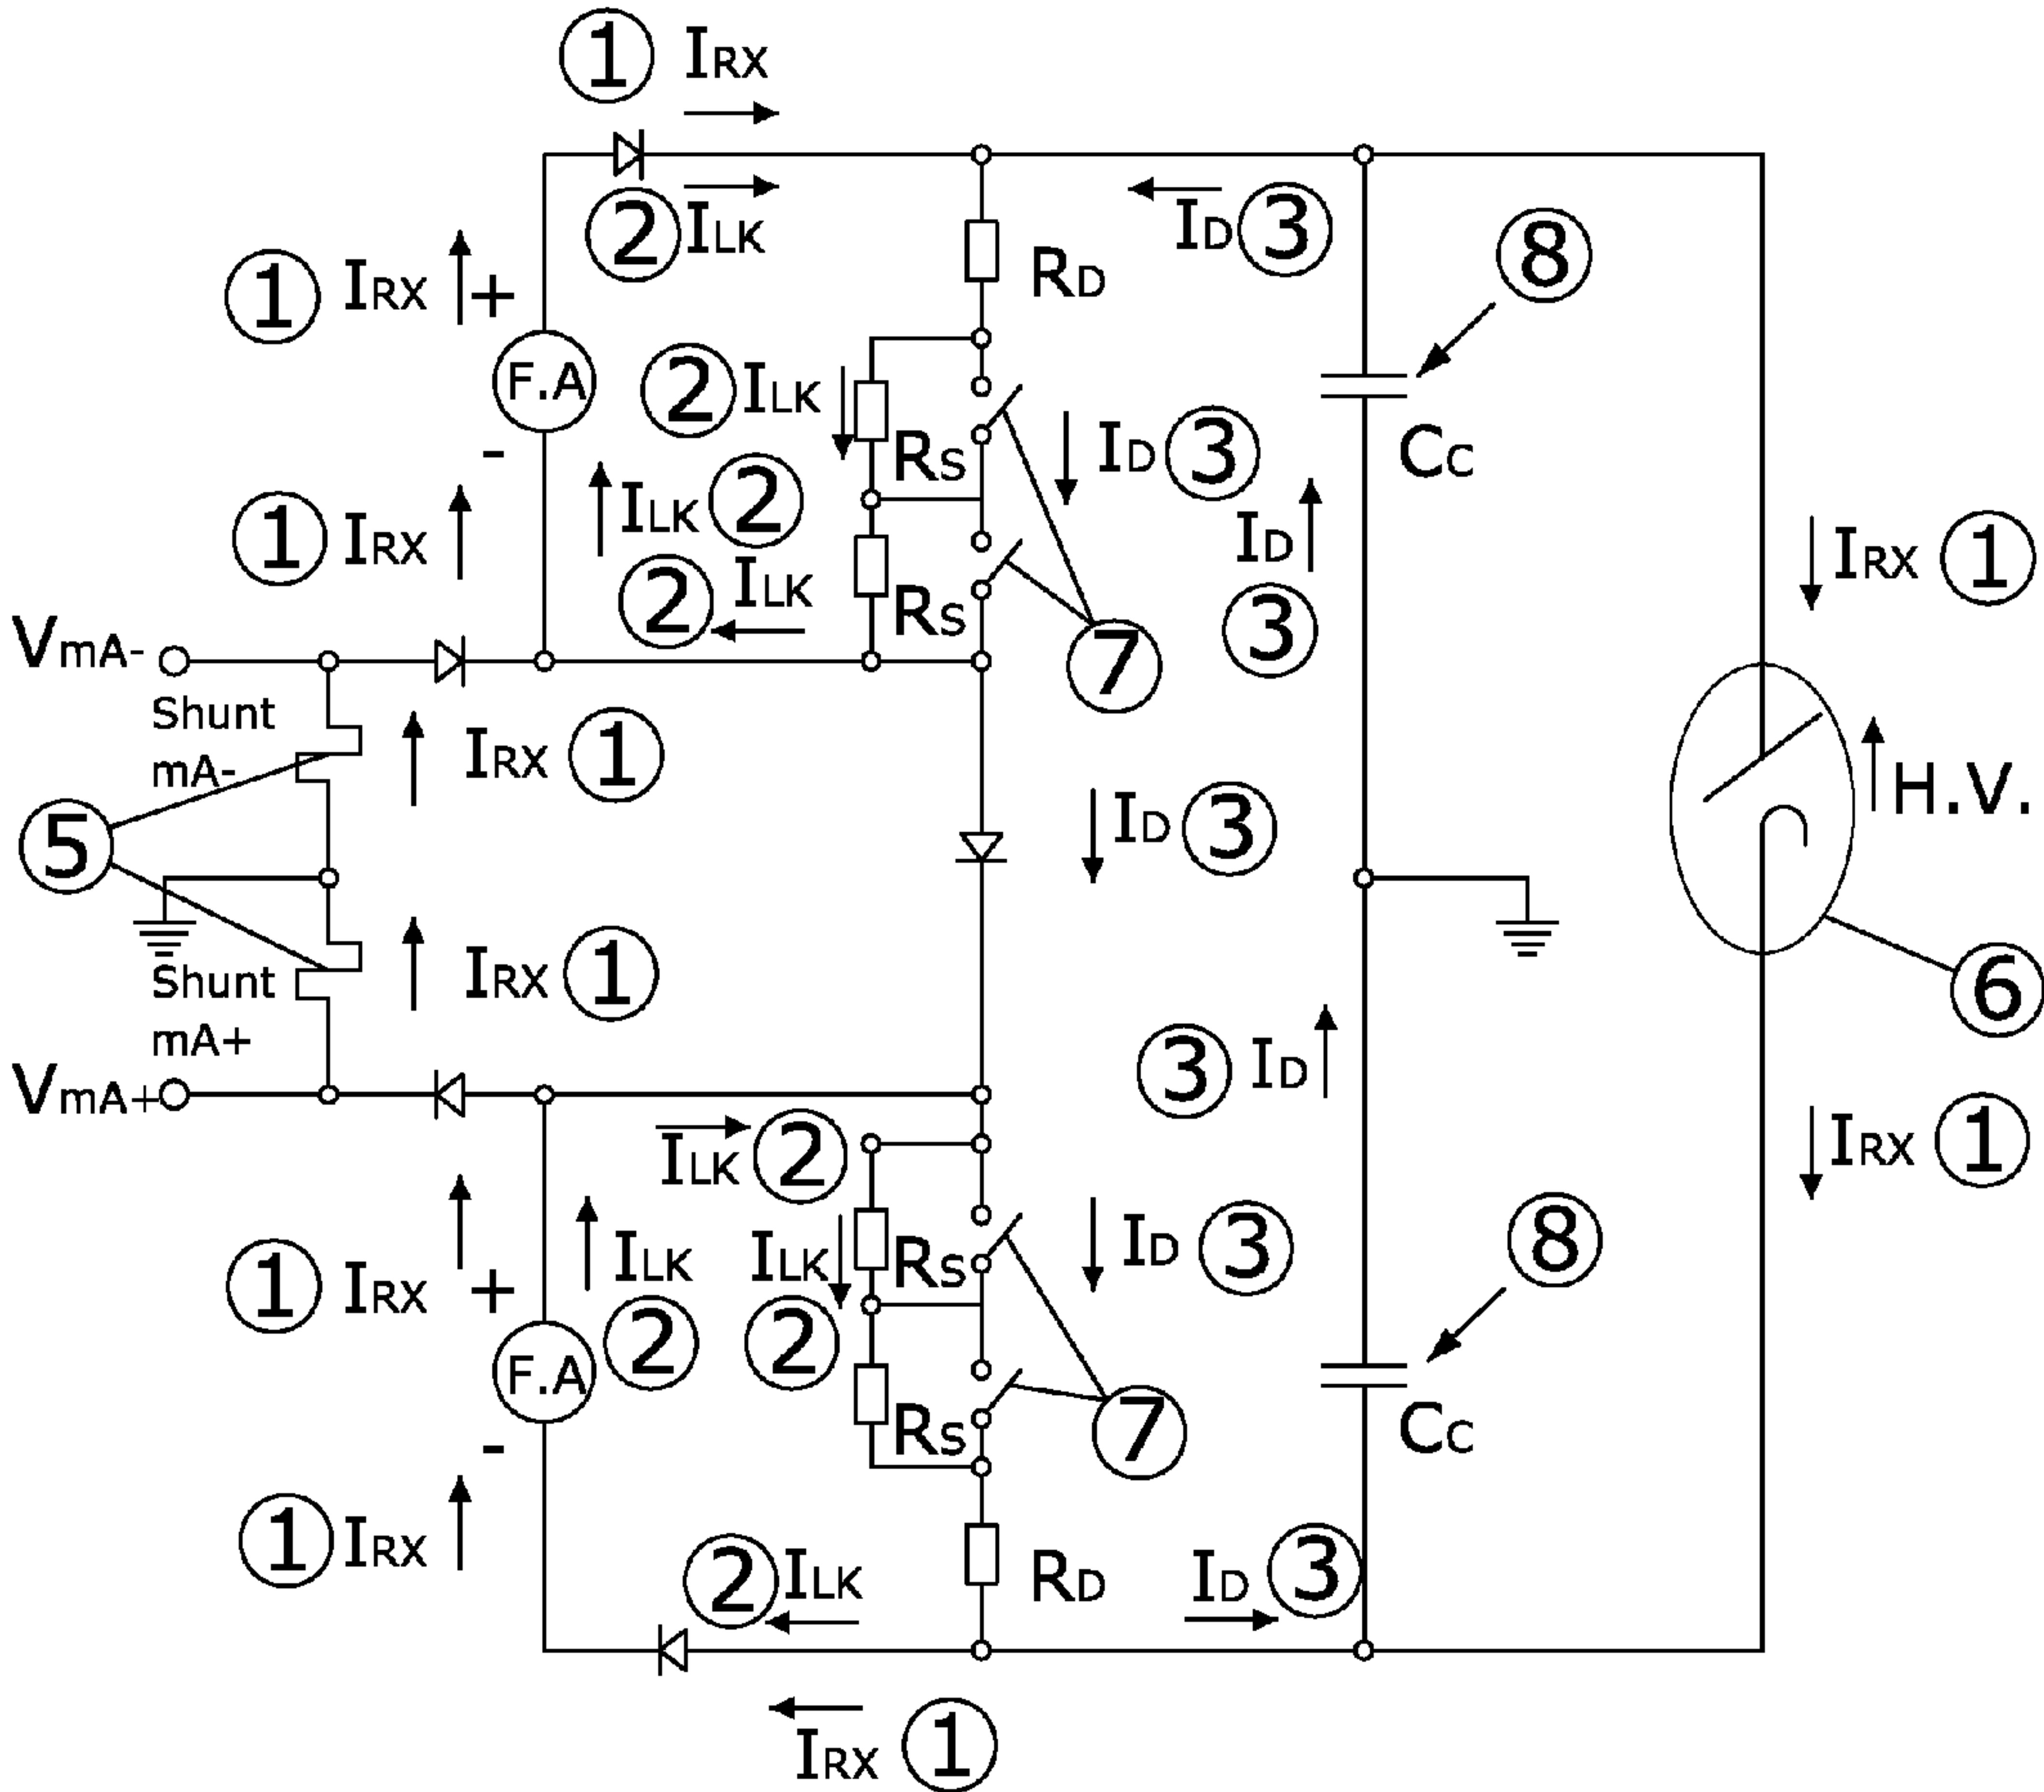 ① IRX
② ILK
ID ③
⑧
① IRX
+
RD
F.A
② ILK
-
RS
ID ③
CC
① IRX
ILK ②
② ILK
RS
ID
③
IRX ①
VmA-
⑦
Shunt
mA-
IRX ①
H.V.
⑤
ID ③
Shunt
mA+
IRX ①
⑥
③ ID
VmA+
ILK ②
IRX ①
① IRX
+
ILK
②
ILK
②
RS
ID ③
⑧
F.A
-
RS
⑦
CC
① IRX
② ILK
RD
ID ③
IRX ①